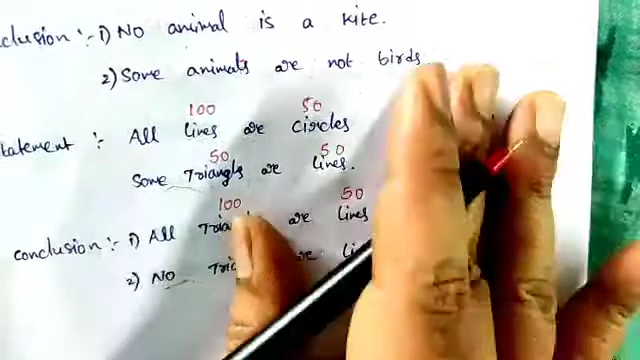 clusion :- 1) No animal is a kite.
2) Some animals are not birds
100 50
tatement :- All lines are circles
50 50
Some Triangls are lines.
100 50
conclusion :- 1) All are lines
2) No